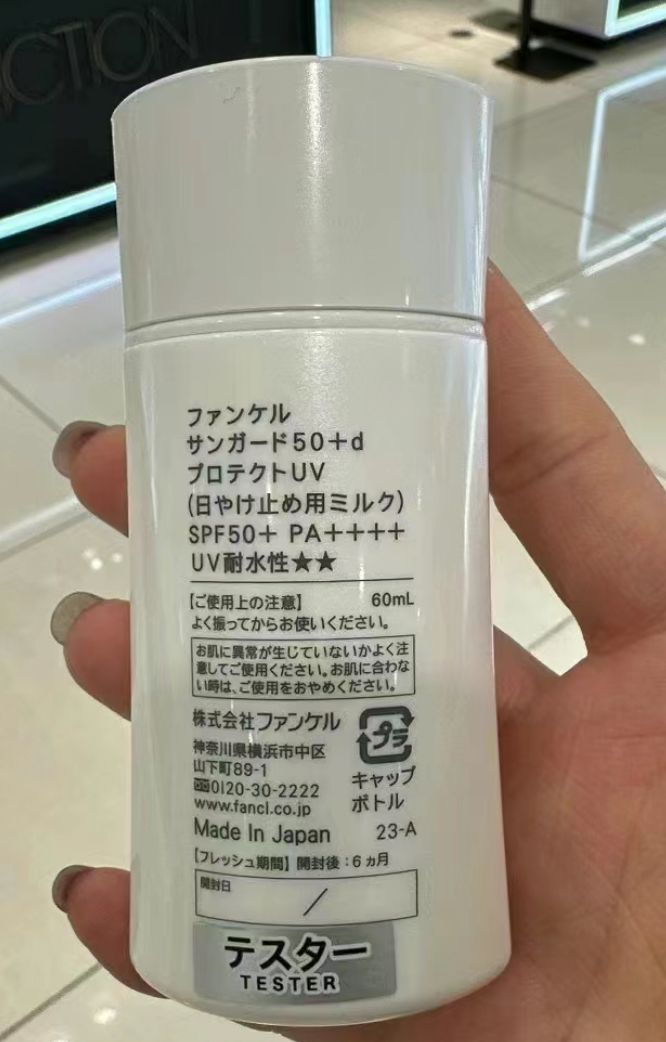 CTION
ファンケル
サンガード50+d
プロテクトUV
(日やけ止め用ミルク)
SPF50+ PA++++
UV耐水性★★
【ご使用上の注意】 60mL
よく振ってからお使いください。
お肌に異常が生じていないかよく注
意してご使用ください。お肌に合わな
い時は、ご使用をおやめください。
株式会社ファンケル
神奈川県横浜市中区
山下町89-1
0120-30-2222
www.fancl.co.jp
プラ
キャップ
ボトル
Made In Japan 23-A
【フレッシュ期間】開封後:6ヵ月
開封日
/
テスター
TESTER